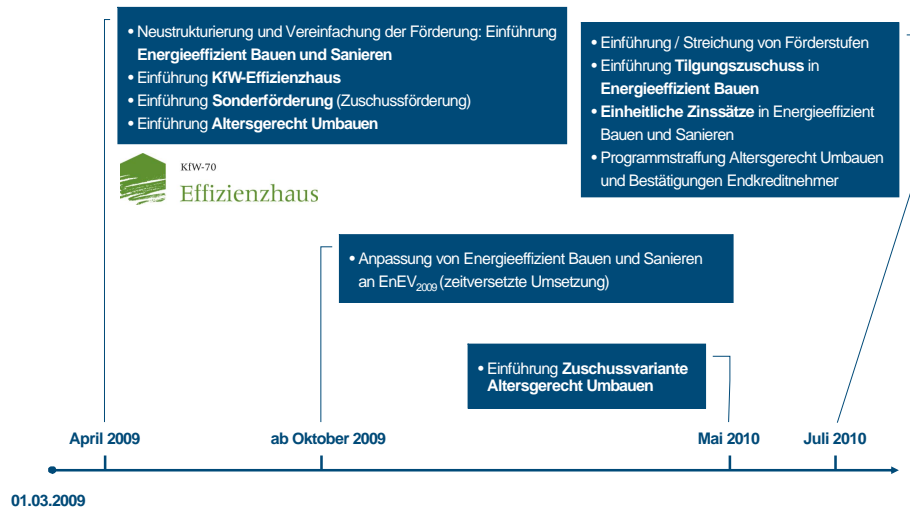 • Neustrukturierung und Vereinfachung der Förderung: Einführung
Energieeffizient Bauen und Sanieren
• Einführung KfW-Effizienzhaus
• Einführung Sonderförderung (Zuschussförderung)
• Einführung Altersgerecht Umbauen
• Einführung / Streichung von Förderstufen
• Einführung Tilgungszuschuss in
Energieeffizient Bauen
• Einheitliche Zinssätze in Energieeffizient
Bauen und Sanieren
• Programmstraffung Altersgerecht Umbauen
und Bestätigungen Endkreditnehmer
KfW-70
Effizienzhaus
• Anpassung von Energieeffizient Bauen und Sanieren
an EnEV2009 (zeitversetzte Umsetzung)
• Einführung Zuschussvariante
Altersgerecht Umbauen
April 2009
ab Oktober 2009
Mai 2010
Juli 2010
01.03.2009